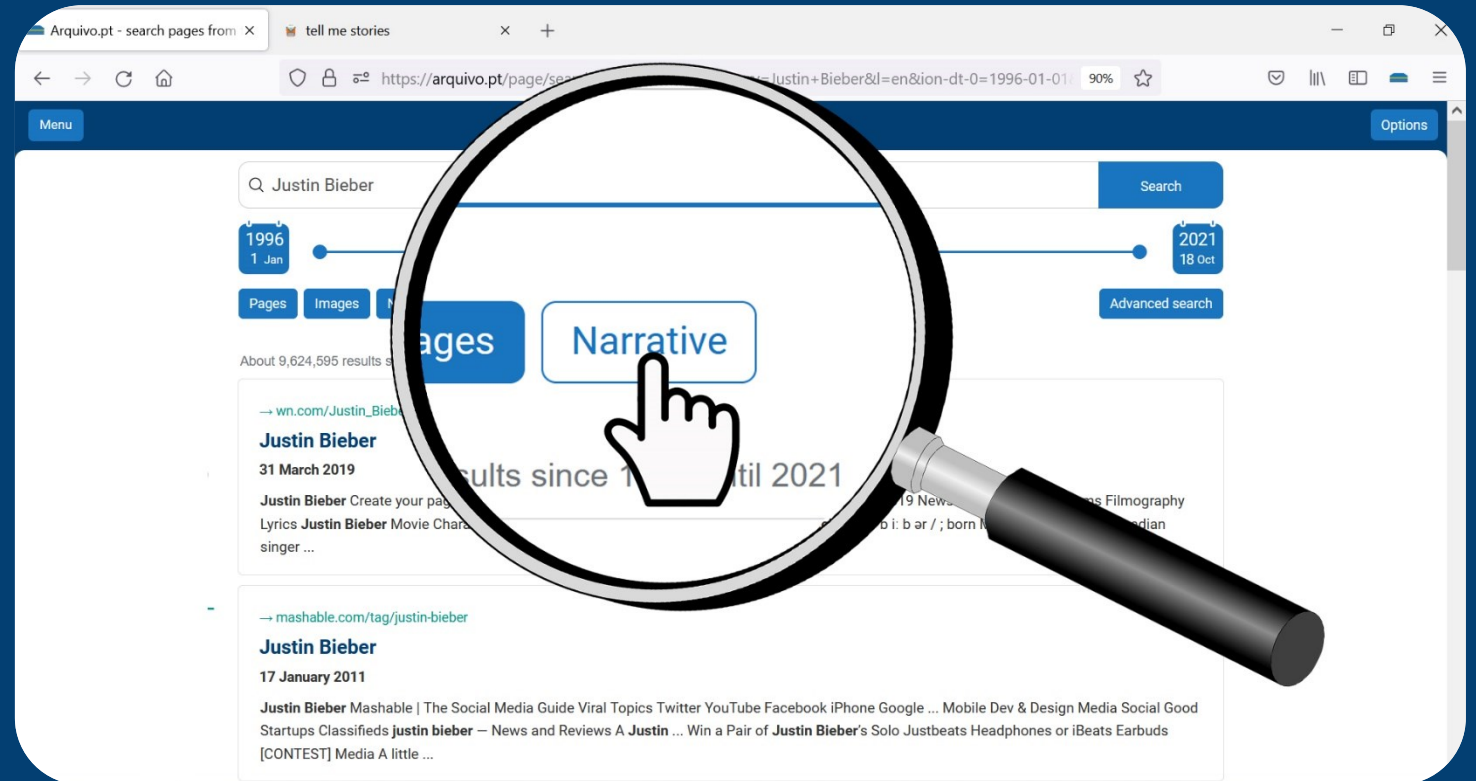 Arquivo.pt - search pages from
tell me stories
https://arquivo.pt/page/sear =Justin+Bieber&l=en&ion-dt-0=1996-01-01
90%
Menu
Options
Justin Bieber
Search
1996
1 Jan
2021
18 Oct
Pages
Images
N
Advanced search
ages
Narrative
About 9,624,595 results s
sults since 1 til 2021
→ wn.com/Justin_Biebe
Justin Bieber
31 March 2019
Justin Bieber Create your pag 19 News s Filmography
Lyrics Justin Bieber Movie Chara b iː b ər / ; born M dian
singer ...
→ mashable.com/tag/justin-bieber
Justin Bieber
17 January 2011
Justin Bieber Mashable | The Social Media Guide Viral Topics Twitter YouTube Facebook iPhone Google ... Mobile Dev & Design Media Social Good
Startups Classifieds justin bieber — News and Reviews A Justin ... Win a Pair of Justin Bieber's Solo Justbeats Headphones or iBeats Earbuds
[CONTEST] Media A little ...